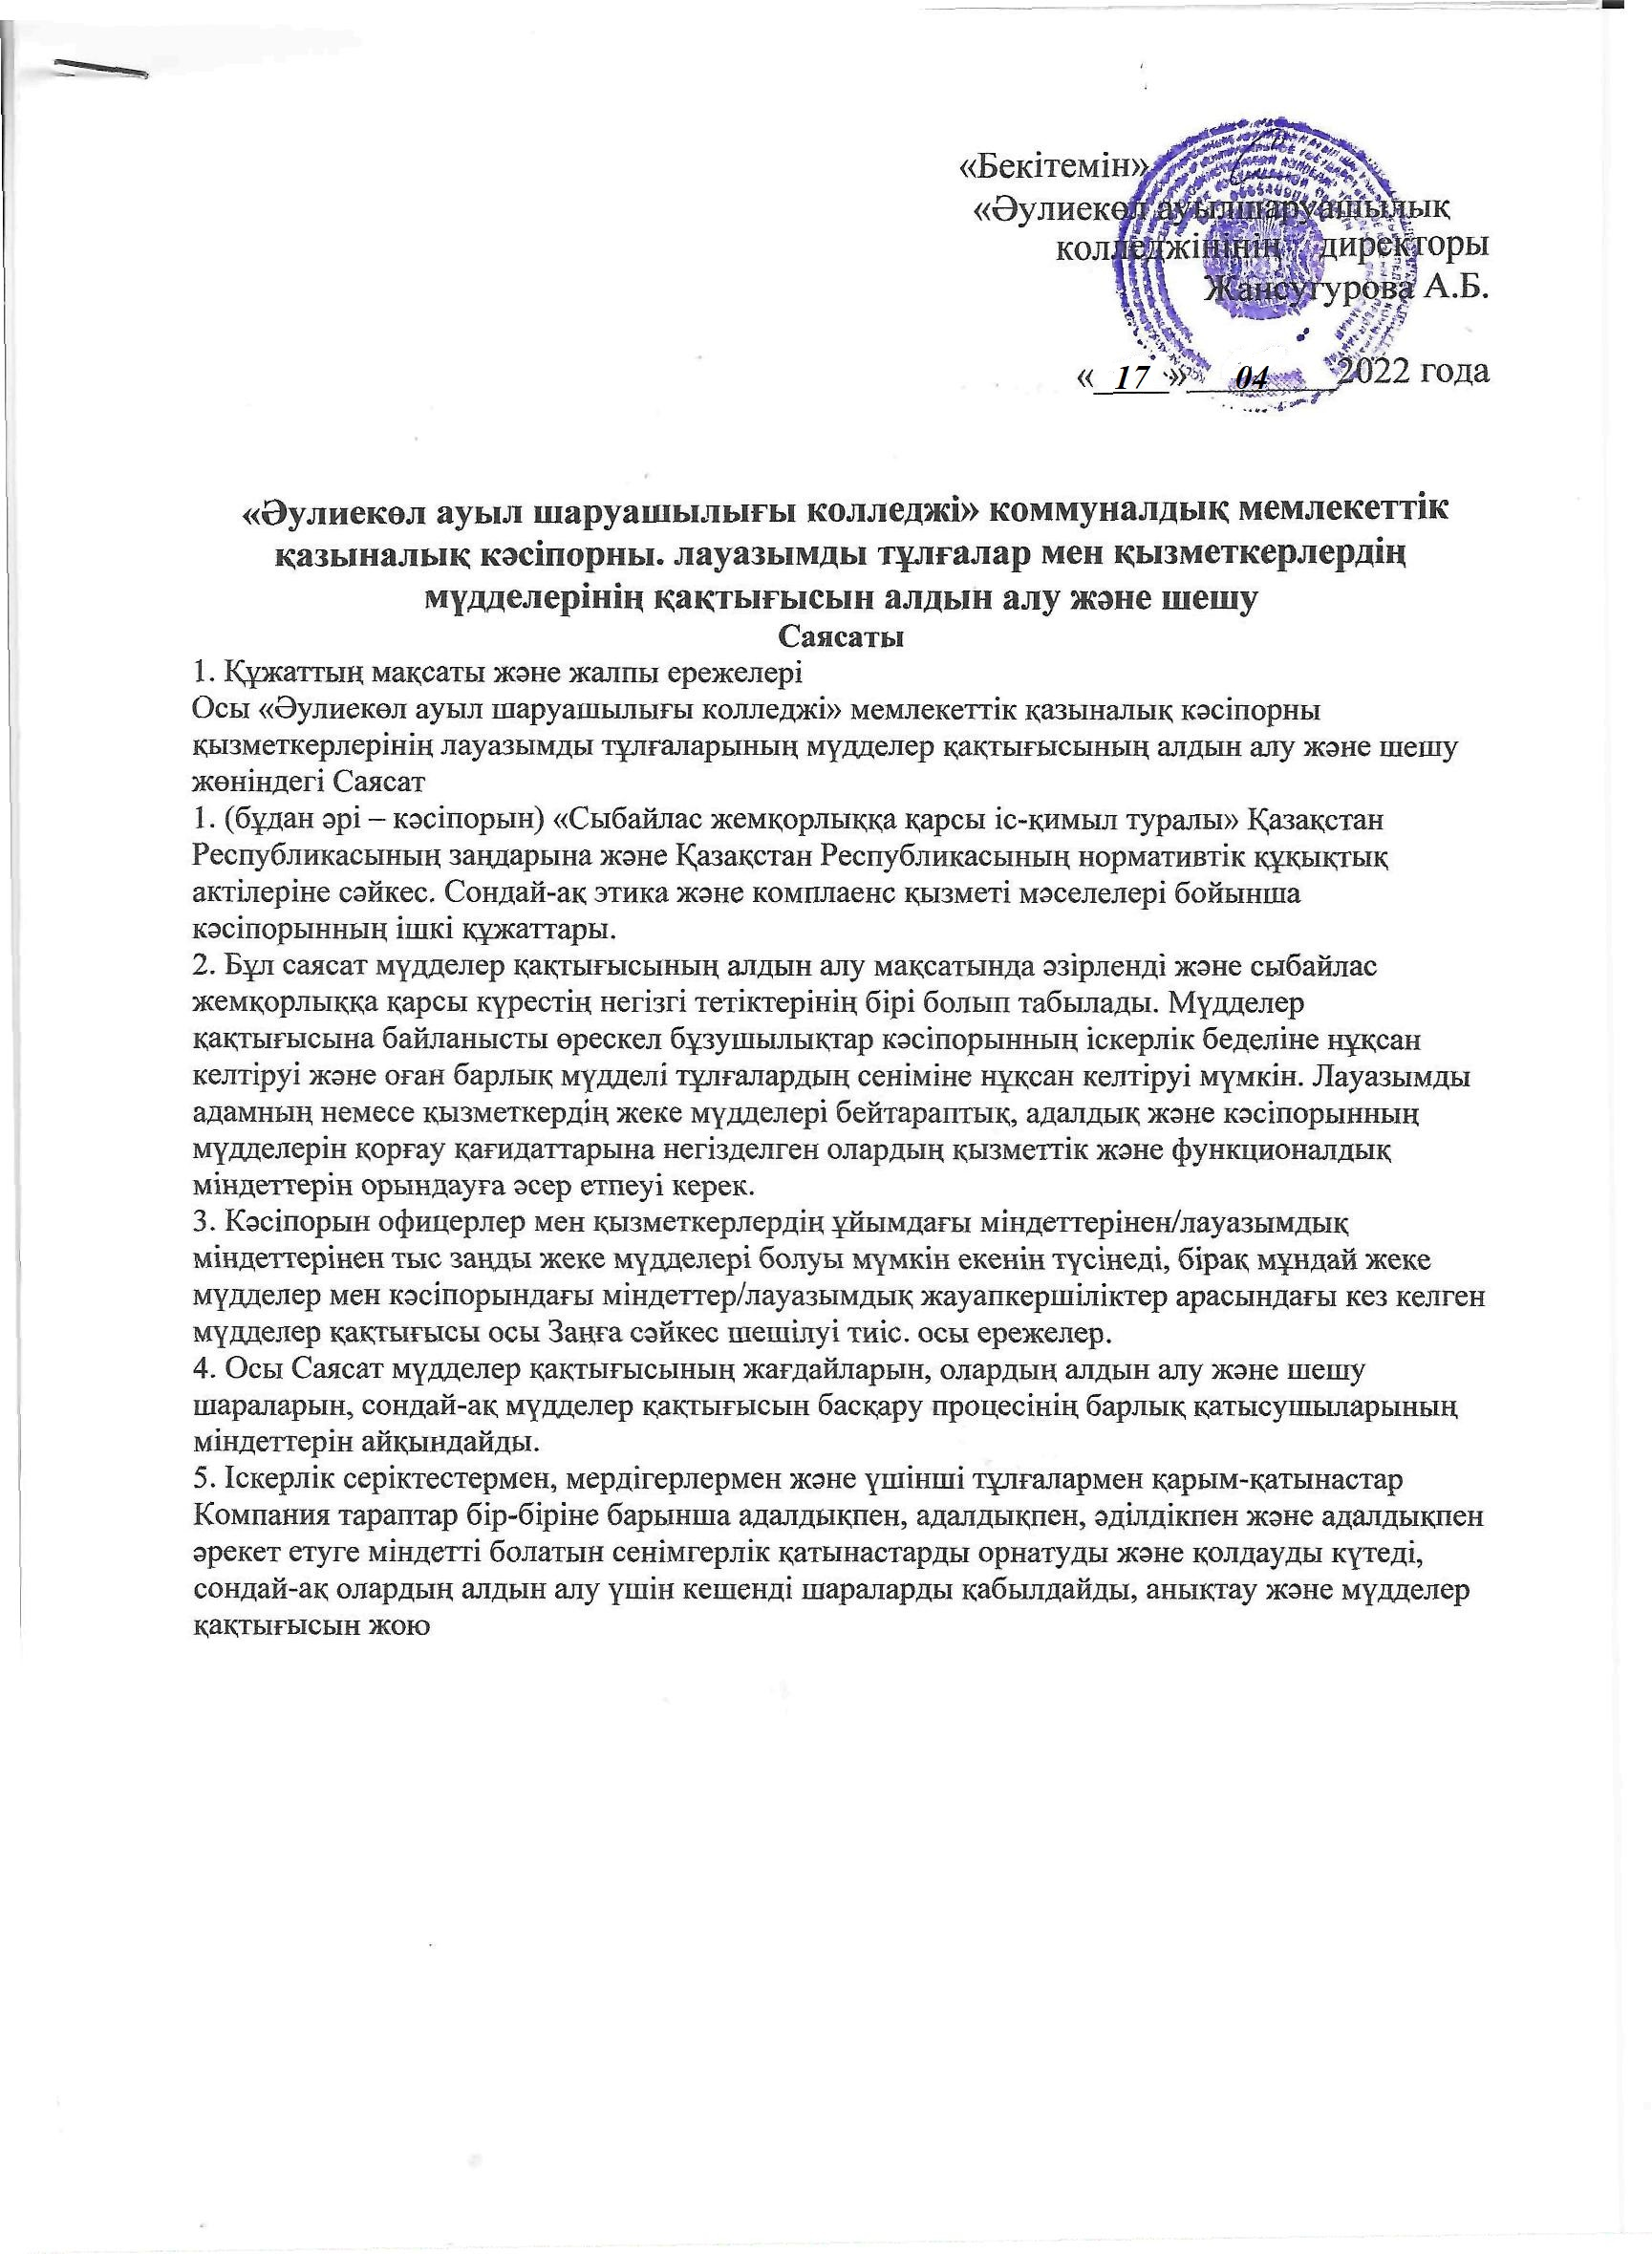 «Бекітемін»
«Әулиекөл ауылшаруашылық
колледжінінің директоры
Жансугурова А.Б.
« 17 » 04 2022 года
«Әулиекөл ауыл шаруашылығы колледжі» коммуналдық мемлекеттік
қазыналық кәсіпорны. лауазымды тұлғалар мен қызметкерлердің
мүдделерінің қақтығысын алдын алу және шешу
Саясаты
1. Құжаттың мақсаты және жалпы ережелері
Осы «Әулиекөл ауыл шаруашылығы колледжі» мемлекеттік қазыналық кәсіпорны
қызметкерлерінің лауазымды тұлғаларының мүдделер қақтығысының алдын алу және шешу
жөніндегі Саясат
1. (бұдан әрі – кәсіпорын) «Сыбайлас жемқорлыққа қарсы іс-қимыл туралы» Қазақстан
Республикасының заңдарына және Қазақстан Республикасының нормативтік құқықтық
актілеріне сәйкес. Сондай-ақ этика және комплаенс қызметі мәселелері бойынша
кәсіпорынның ішкі құжаттары.
2. Бұл саясат мүдделер қақтығысының алдын алу мақсатында әзірленді және сыбайлас
жемқорлыққа қарсы күрестің негізгі тетіктерінің бірі болып табылады. Мүдделер
қақтығысына байланысты өрескел бұзушылықтар кәсіпорынның іскерлік беделіне нұқсан
келтіруі және оған барлық мүдделі тұлғалардың сеніміне нұқсан келтіруі мүмкін. Лауазымды
адамның немесе қызметкердің жеке мүдделері бейтараптық, адалдық және кәсіпорынның
мүдделерін қорғау қағидаттарына негізделген олардың қызметтік және функционалдық
міндеттерін орындауға әсер етпеуі керек.
3. Кәсіпорын офицерлер мен қызметкерлердің ұйымдағы міндеттерінен/лауазымдық
міндеттерінен тыс заңды жеке мүдделері болуы мүмкін екенін түсінеді, бірақ мұндай жеке
мүдделер мен кәсіпорындағы міндеттер/лауазымдық жауапкершіліктер арасындағы кез келген
мүдделер қақтығысы осы Заңға сәйкес шешілуі тиіс. осы ережелер.
4. Осы Саясат мүдделер қақтығысының жағдайларын, олардың алдын алу және шешу
шараларын, сондай-ақ мүдделер қақтығысын басқару процесінің барлық қатысушыларының
міндеттерін айқындайды.
5. Іскерлік серіктестермен, мердігерлермен және үшінші тұлғалармен қарым-қатынастар
Компания тараптар бір-біріне барынша адалдықпен, адалдықпен, әділдікпен және адалдықпен
әрекет етуге міндетті болатын сенімгерлік қатынастарды орнатуды және қолдауды күтеді,
сондай-ақ олардың алдын алу үшін кешенді шараларды қабылдайды, анықтау және мүдделер
қақтығысын жою